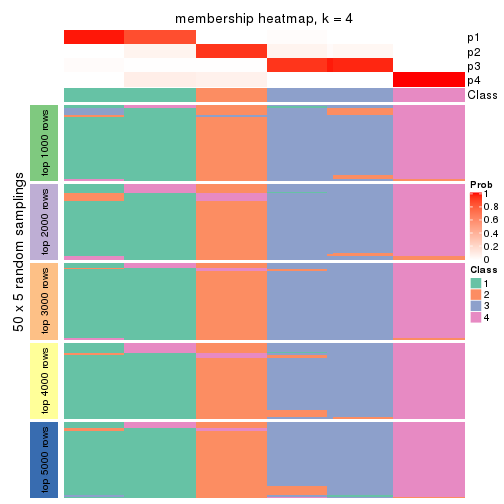 membership heatmap, k = 4
p1
p2
p3
p4
Class
50 x 5 random samplings
top 1000 rows
top 2000 rows
top 3000 rows
top 4000 rows
top 5000 rows
Prob
1
0.8
0.6
0.4
0.2
0
Class
1
2
3
4